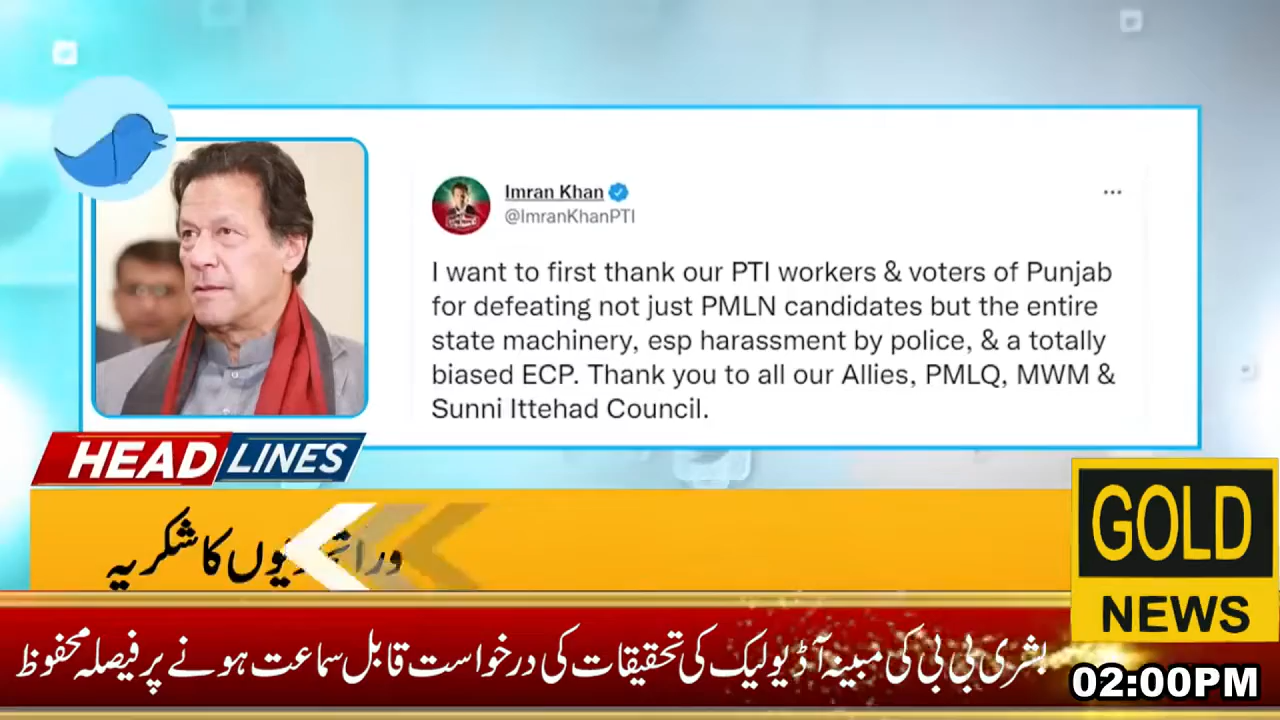 Imran Khan
@ImranKhanPTI
I want to first thank our PTI workers & voters of Punjab
for defeating not just PMLN candidates but the entire
state machinery, esp harassment by police, & a totally
biased ECP. Thank you to all our Allies, PMLQ, MWM &
Sunni Ittehad Council.
HEADLINES
کا شکریہ
GOLD
NEWS
بشری بی بی کی مبینہ آڈیو لیک کی تحقیقات کی درخواست قابل سماعت ہونے پر فیصلہ محفوظ
02:00PM